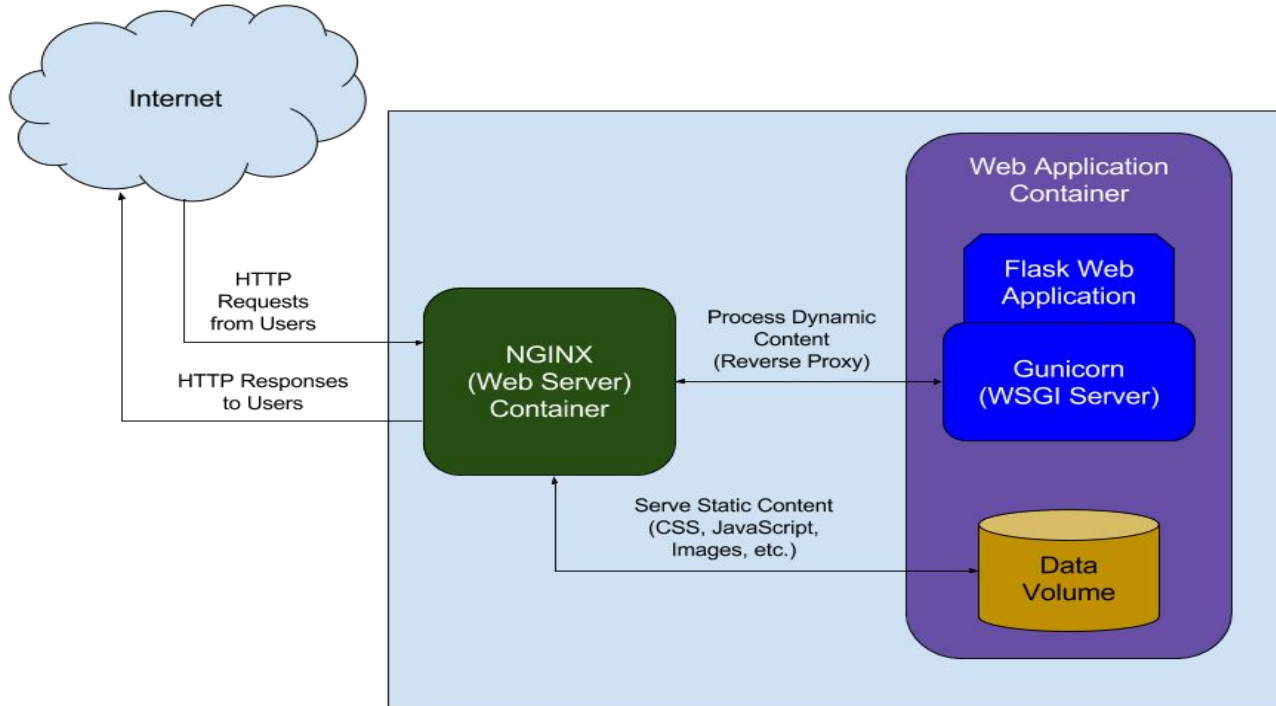 Internet
HTTP
Requests
from Users
HTTP Responses
to Users
NGINX
(Web Server)
Container
Process Dynamic
Content
(Reverse Proxy)
Serve Static Content
(CSS, JavaScript,
Images, etc.)
Web Application
Container
Flask Web
Application
Gunicorn
(WSGI Server)
Data
Volume